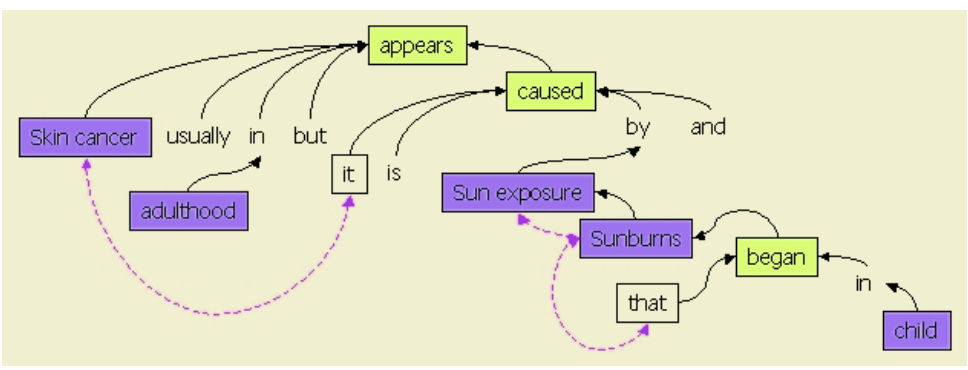 appears
caused
Skin cancer
usually
in
but
by
and
it
is
adulthood
Sun exposure
Sunburns
began
that
in
child